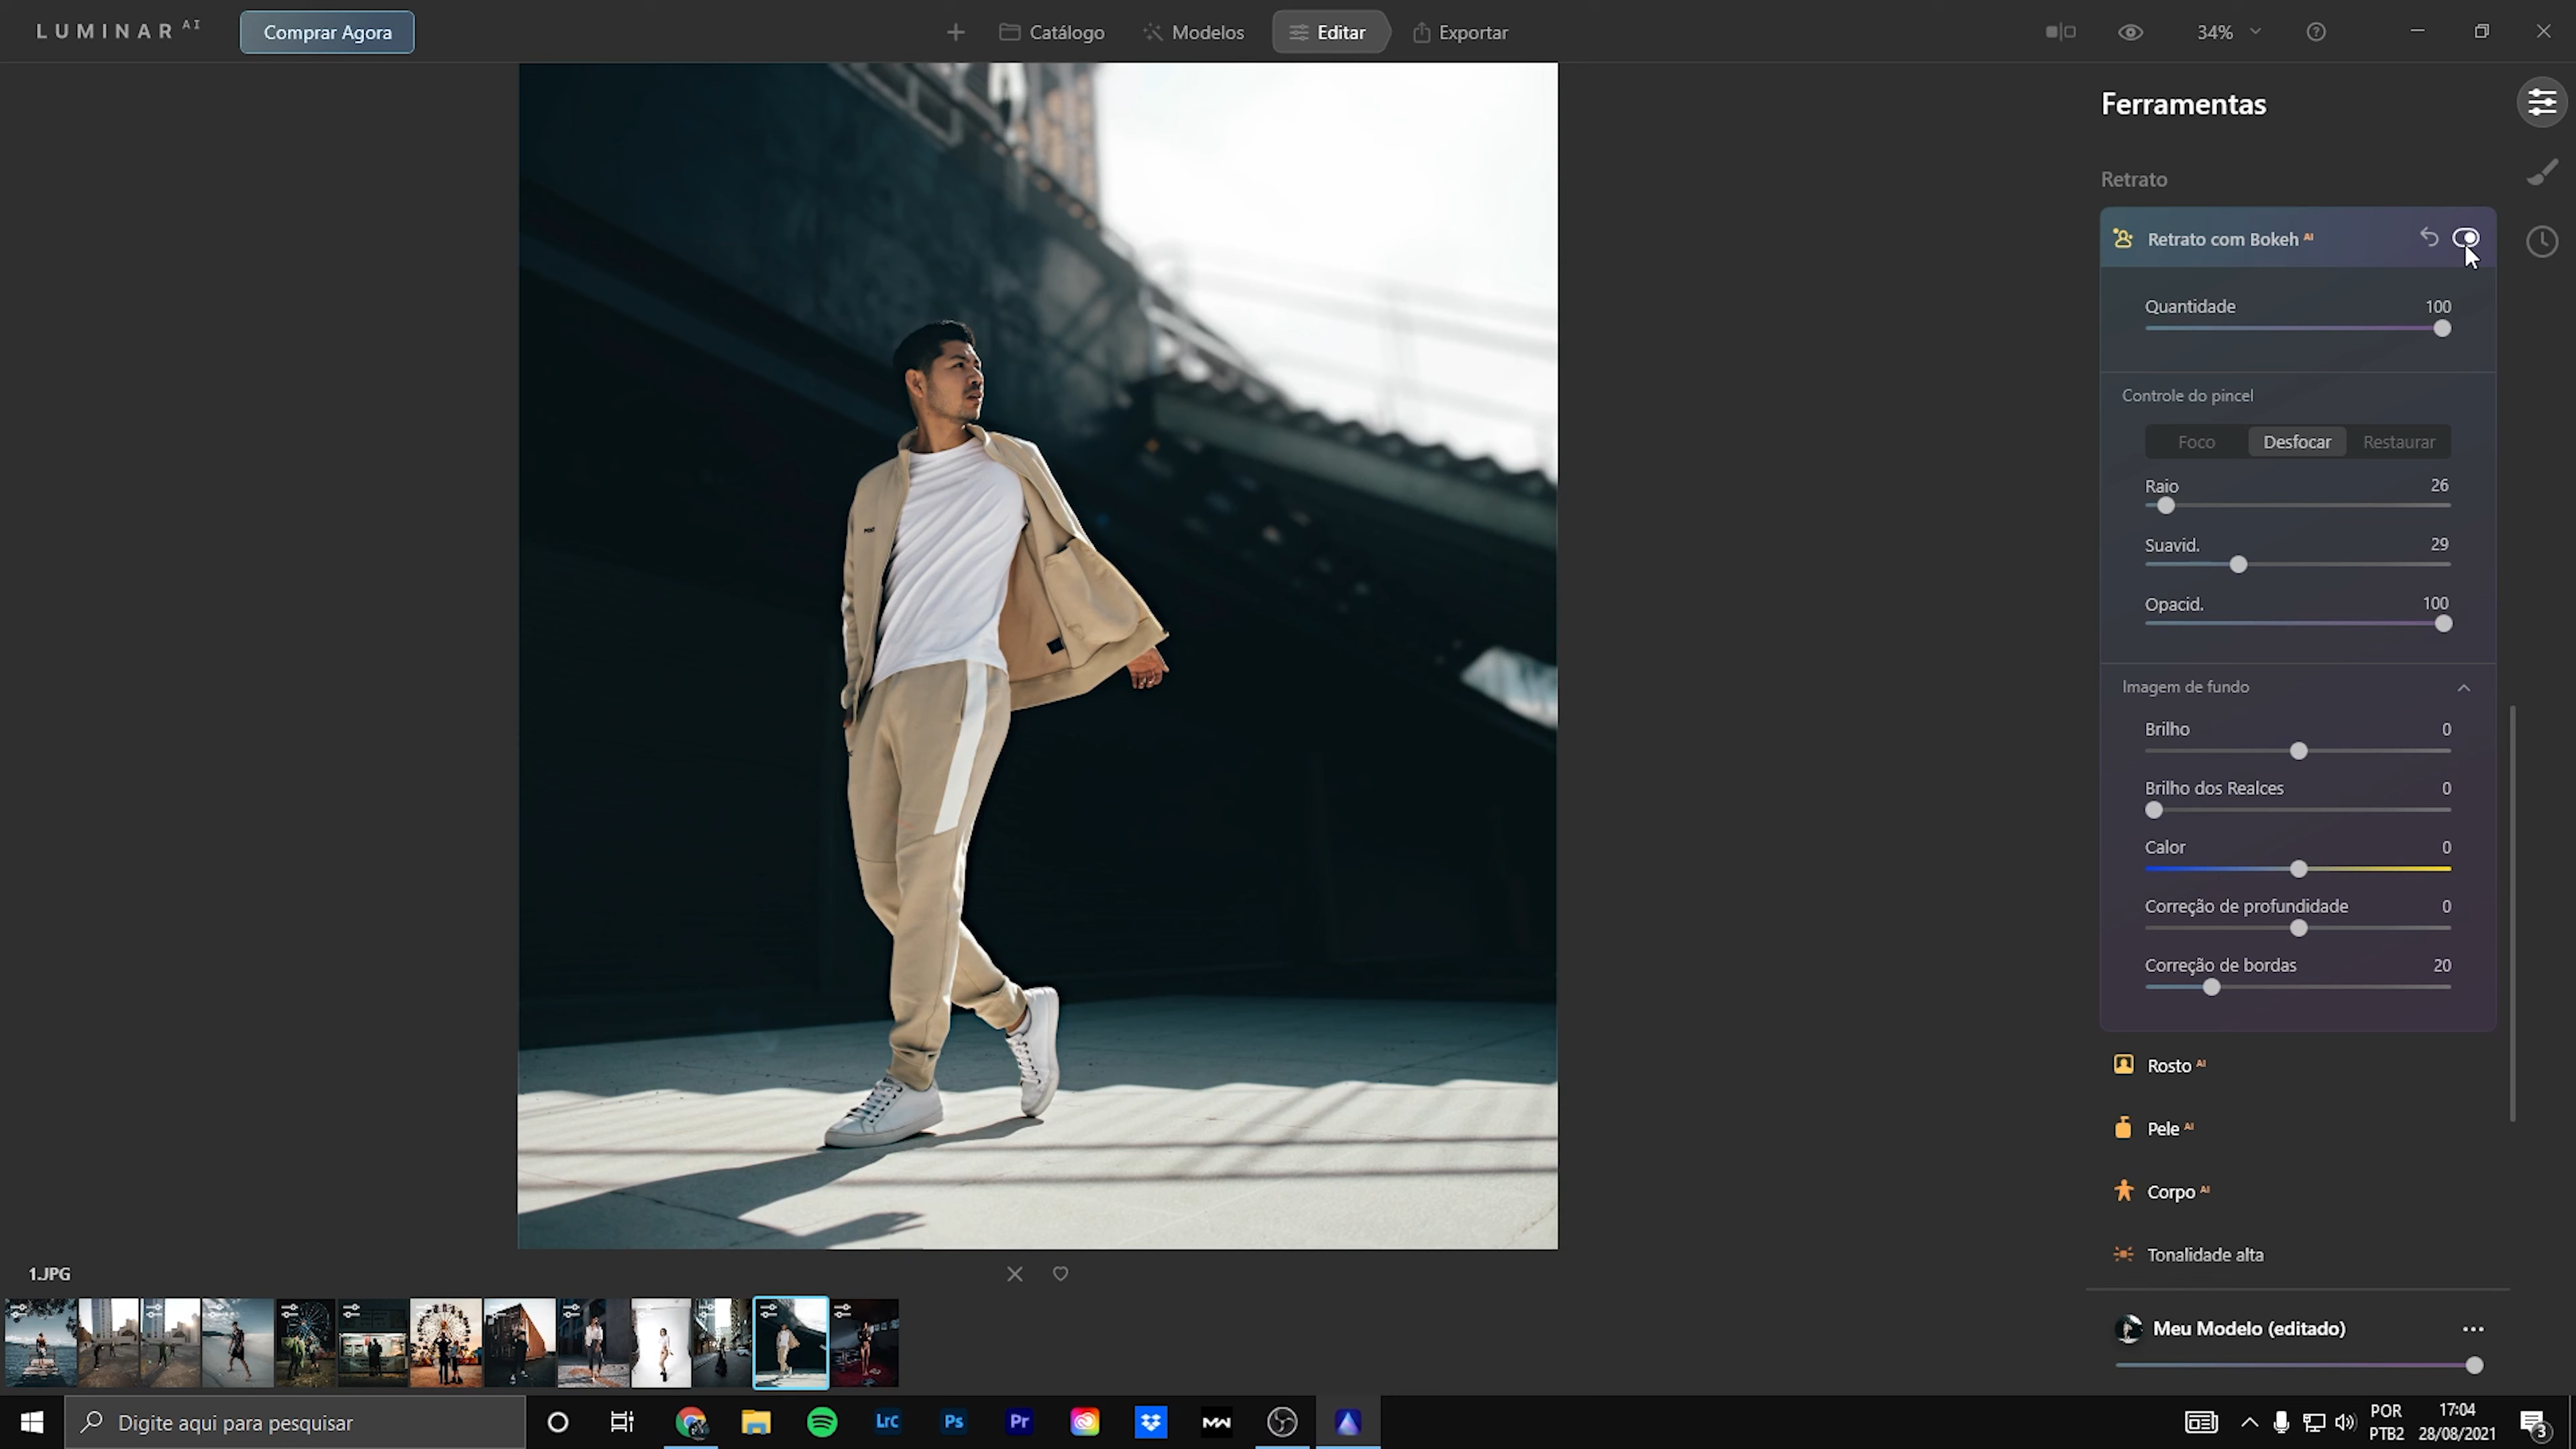 LUMINAR AI
Comprar Agora
Catálogo
Modelos
Editar
Exportar
34%
Ferramentas
Retrato
Retrato com Bokeh AI
Quantidade 100
Controle do pincel
Foco Desfocar Restaurar
Raio 26
Suavid. 29
Opacid. 100
Imagem de fundo
Brilho 0
Brilho dos Realces 0
Calor 0
Correção de profundidade 0
Correção de bordas 20
Rosto AI
Pele AI
Corpo AI
Tonalidade alta
1.JPG
Meu Modelo (editado)
Digite aqui para pesquisar
LrC
Ps
Pr
POR
PTB2
17:04
28/08/2021
3